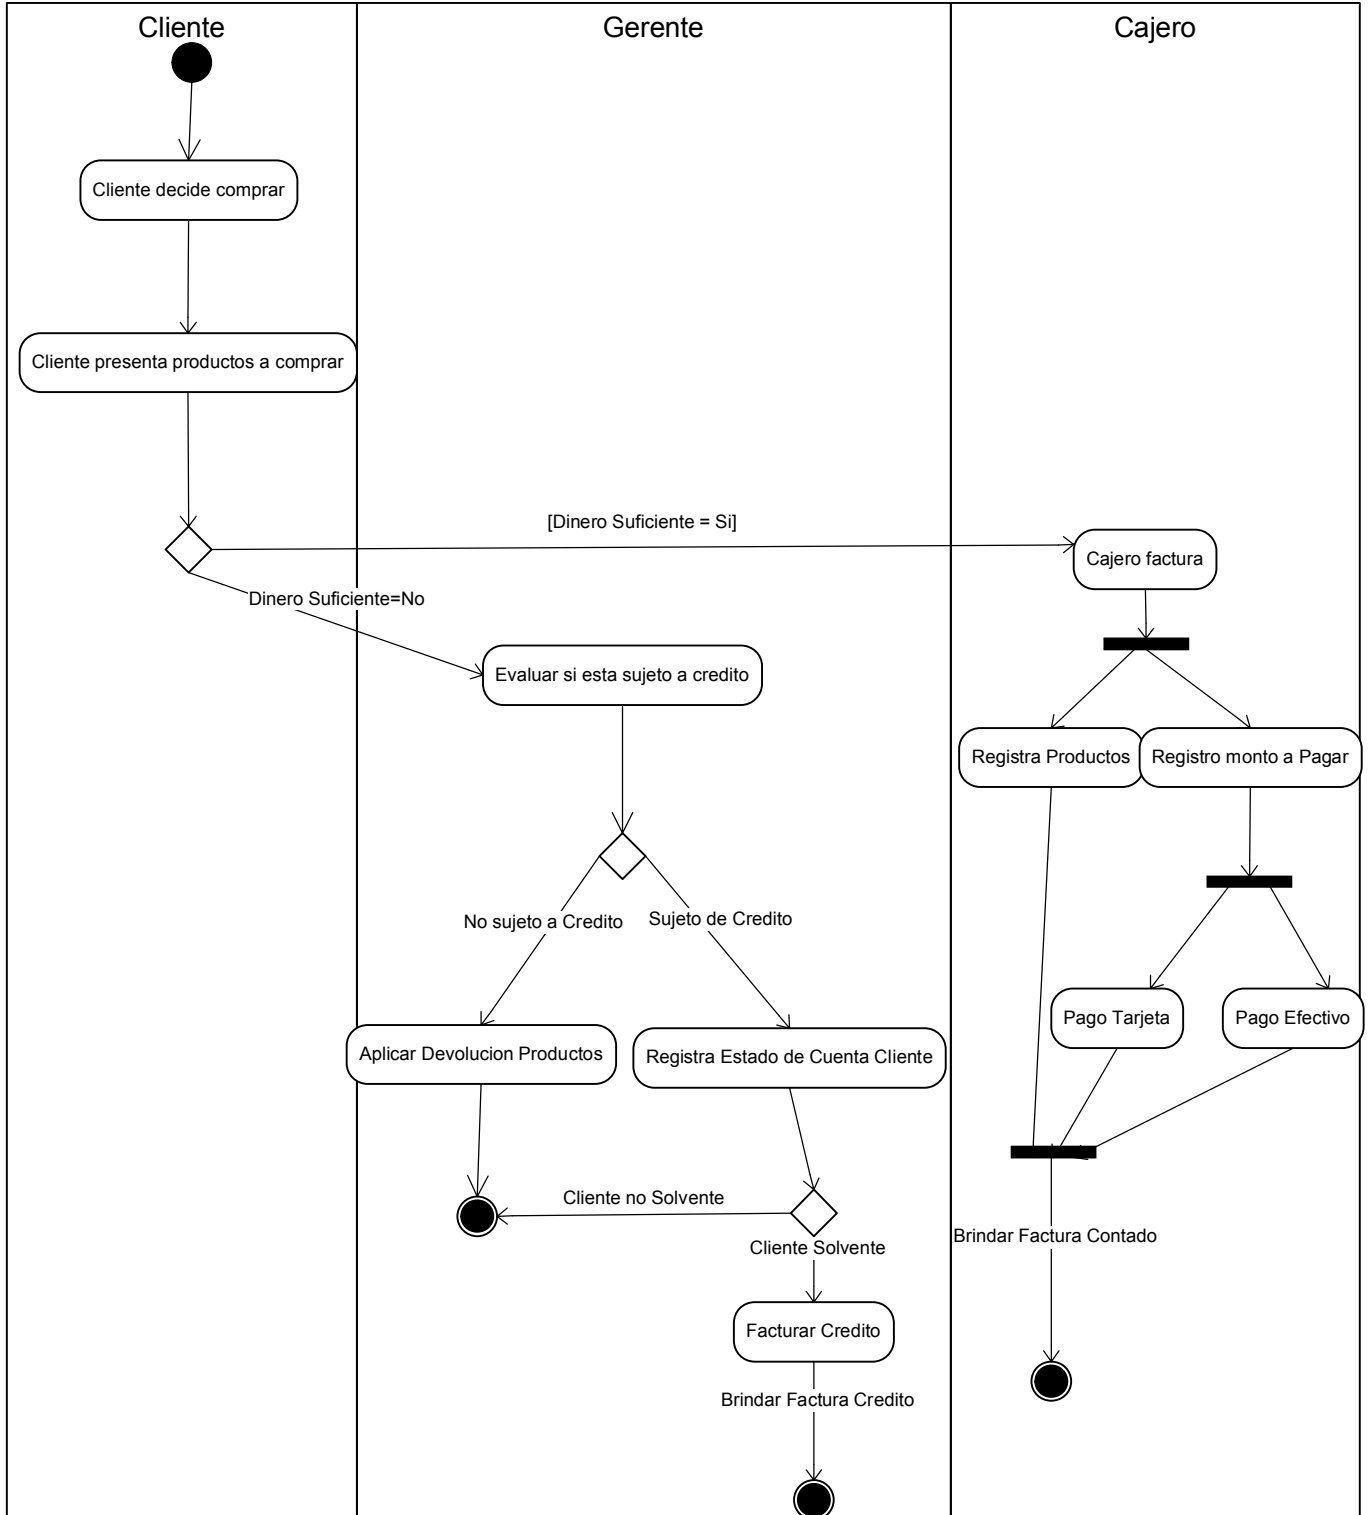 Cliente
Gerente
Cajero
Cliente decide comprar
Cliente presenta productos a comprar
[Dinero Suficiente = Si]
Cajero factura
Dinero Suficiente=No
Evaluar si esta sujeto a credito
Registra Productos
Registro monto a Pagar
No sujeto a Credito
Sujeto de Credito
Pago Tarjeta
Pago Efectivo
Aplicar Devolucion Productos
Registra Estado de Cuenta Cliente
Cliente no Solvente
Cliente Solvente
Brindar Factura Contado
Facturar Credito
Brindar Factura Credito